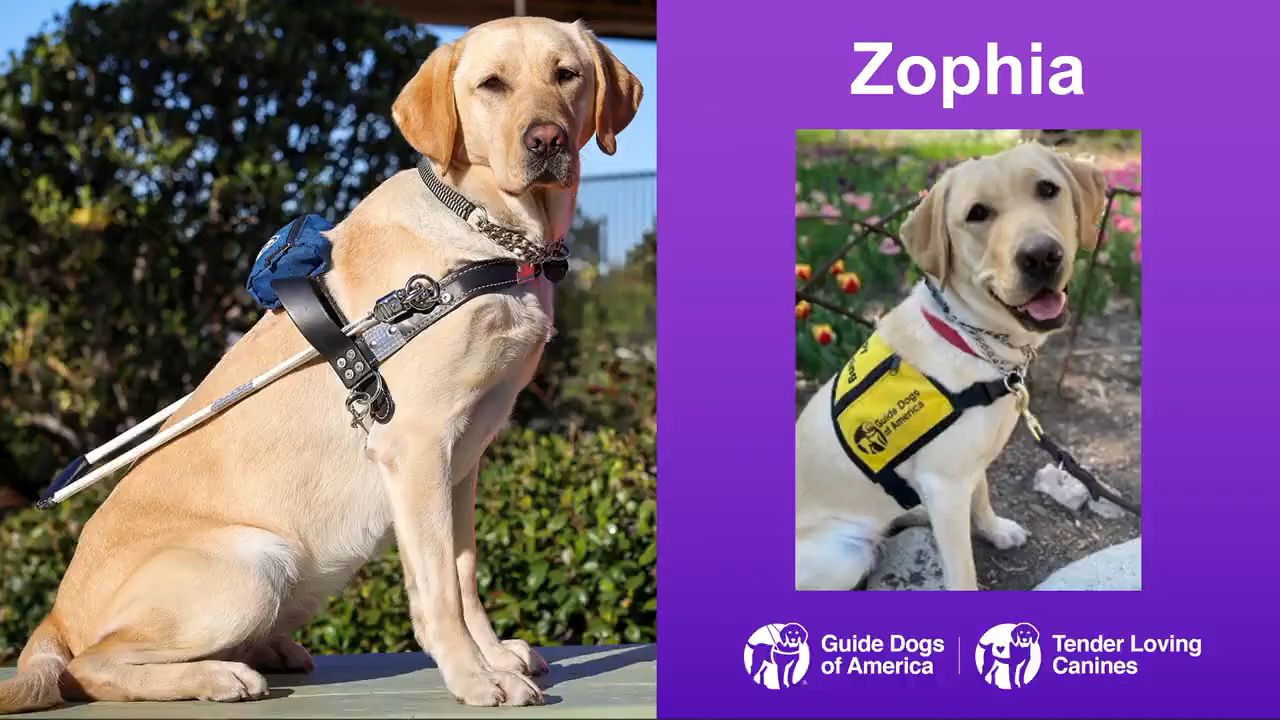 Zophia
Guide Dogs
of America
Guide Dogs
of America
Tender Loving
Canines